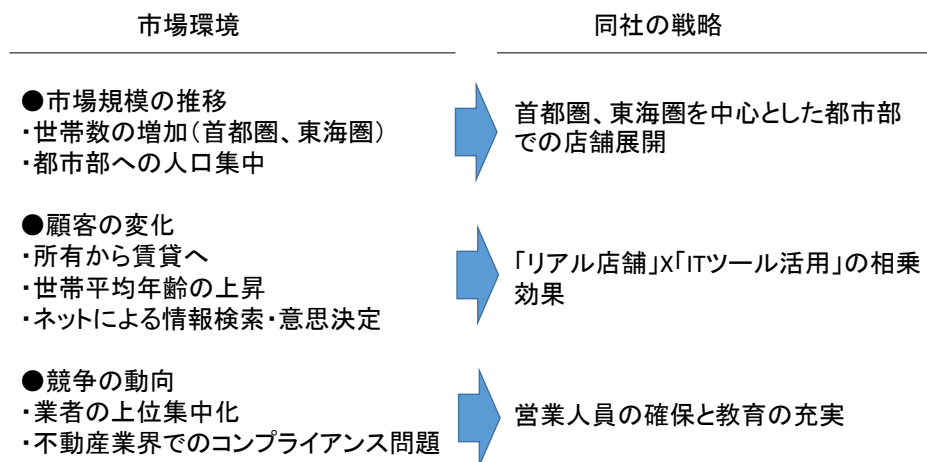 市場環境
同社の戦略
●市場規模の推移
・世帯数の増加(首都圏、東海圏)
・都市部への人口集中
首都圏、東海圏を中心とした都市部
での店舗展開
●顧客の変化
・所有から賃貸へ
・世帯平均年齢の上昇
・ネットによる情報検索・意思決定
「リアル店舗」X「ITツール活用」の相乗
効果
●競争の動向
・業者の上位集中化
・不動産業界でのコンプライアンス問題
営業人員の確保と教育の充実